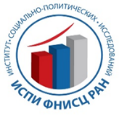 ИНСТИТУТ•СОЦИАЛЬНО-ПОЛИТИЧЕСКИХ•ИССЛЕДОВАНИЙ
ИСПИ ФНИСЦ РАН